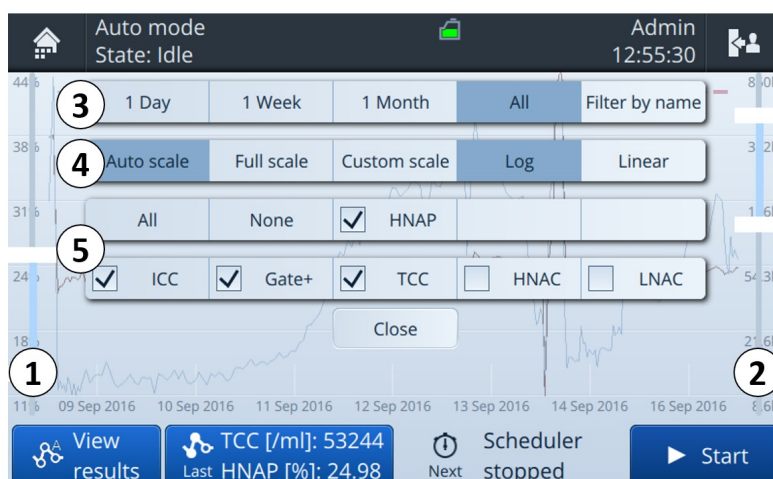 Auto mode
State: Idle
Admin
12:55:30
3
1 Day 1 Week 1 Month All Filter by name
4
Auto scale Full scale Custom scale Log Linear
All None HNAP
5
ICC Gate+ TCC HNAC LNAC
Close
1
2
09 Sep 2016 10 Sep 2016 11 Sep 2016 12 Sep 2016 13 Sep 2016 14 Sep 2016 16 Sep 2016
View results
A
TCC [/ml]: 53244
Last HNAP [%]: 24.98
Next
Scheduler
stopped
Start